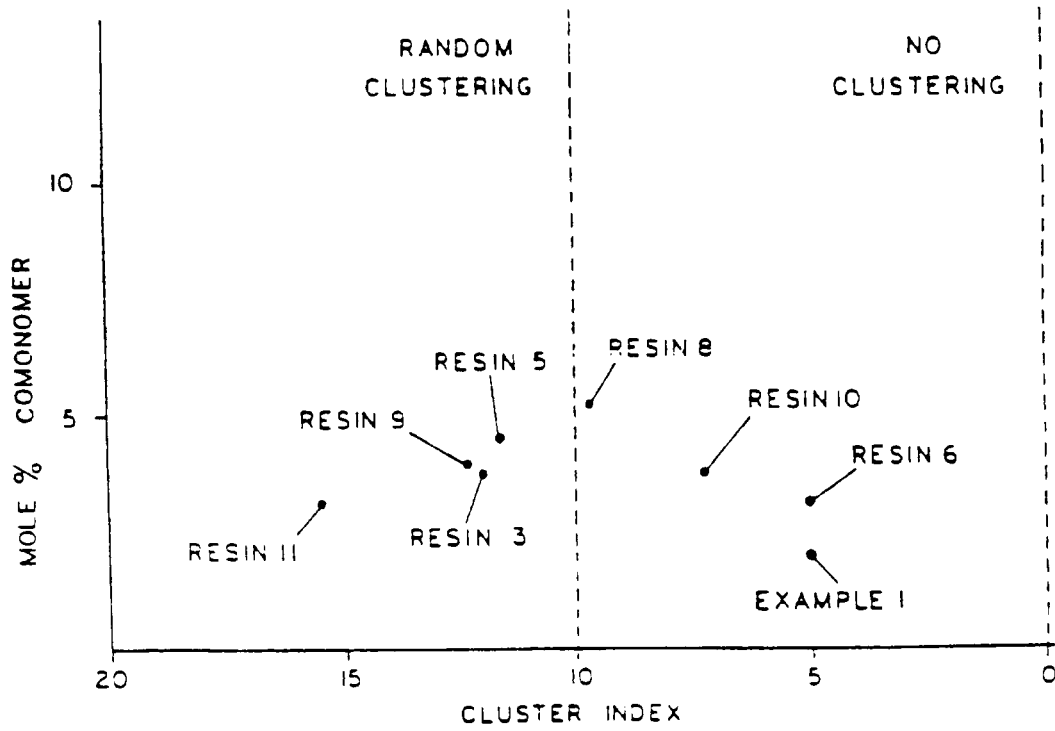 RANDOM
CLUSTERING
NO
CLUSTERING
10
MOLE % COMONOMER
5
RESIN 5
RESIN 8
RESIN 9
RESIN 10
RESIN 6
RESIN 3
RESIN 11
EXAMPLE 1
20
15
10
5
0
CLUSTER INDEX